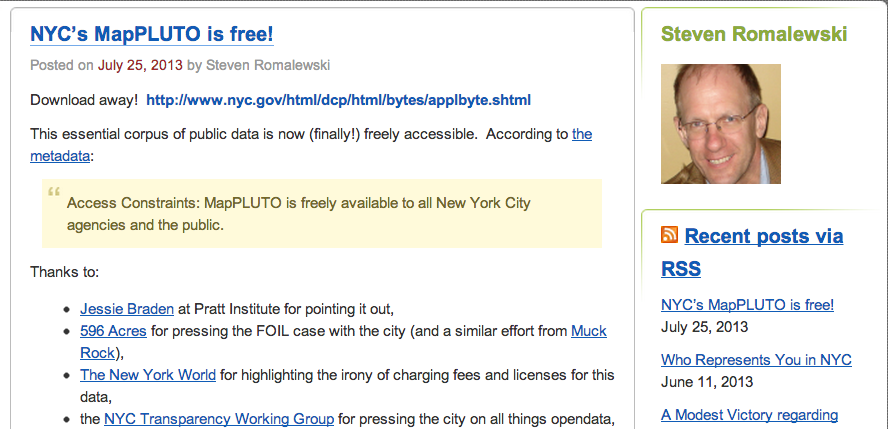 NYC’s MapPLUTO is free!
Posted on July 25, 2013 by Steven Romalewski
Download away!  http://www.nyc.gov/html/dcp/html/bytes/applbyte.shtml
This essential corpus of public data is now (finally!) freely accessible.  According to the
metadata:
“ Access Constraints: MapPLUTO is freely available to all New York City
agencies and the public.
Thanks to:
• Jessie Braden at Pratt Institute for pointing it out,
• 596 Acres for pressing the FOIL case with the city (and a similar effort from Muck
Rock),
• The New York World for highlighting the irony of charging fees and licenses for this
data,
• the NYC Transparency Working Group for pressing the city on all things opendata,
Steven Romalewski
Recent posts via
RSS
NYC’s MapPLUTO is free!
July 25, 2013
Who Represents You in NYC
June 11, 2013
A Modest Victory regarding